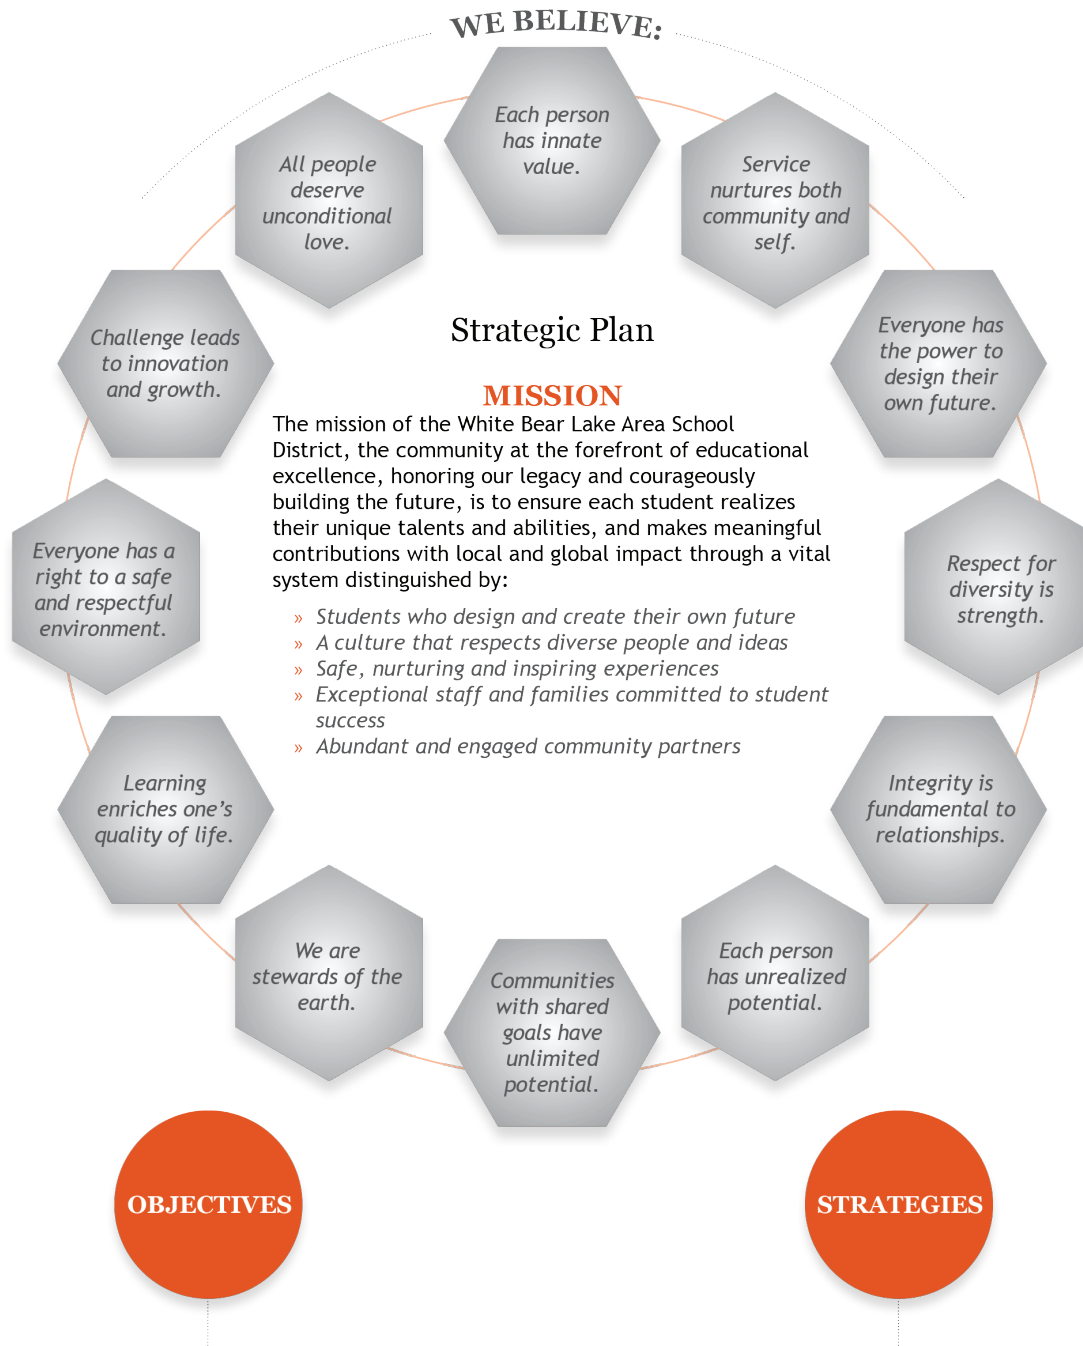 WE BELIEVE:
Each person
has innate
value.
All people
deserve
unconditional
love.
Service
nurtures both
community and
self.
Challenge leads
to innovation
and growth.
Everyone has
the power to
design their
own future.
Strategic Plan
MISSION
The mission of the White Bear Lake Area School
District, the community at the forefront of educational
excellence, honoring our legacy and courageously
building the future, is to ensure each student realizes
their unique talents and abilities, and makes meaningful
contributions with local and global impact through a vital
system distinguished by:
» Students who design and create their own future
» A culture that respects diverse people and ideas
» Safe, nurturing and inspiring experiences
» Exceptional staff and families committed to student
success
» Abundant and engaged community partners
Everyone has a
right to a safe
and respectful
environment.
Respect for
diversity is
strength.
Learning
enriches one’s
quality of life.
Integrity is
fundamental to
relationships.
We are
stewards of the
earth.
Communities
with shared
goals have
unlimited
potential.
Each person
has unrealized
potential.
OBJECTIVES
STRATEGIES